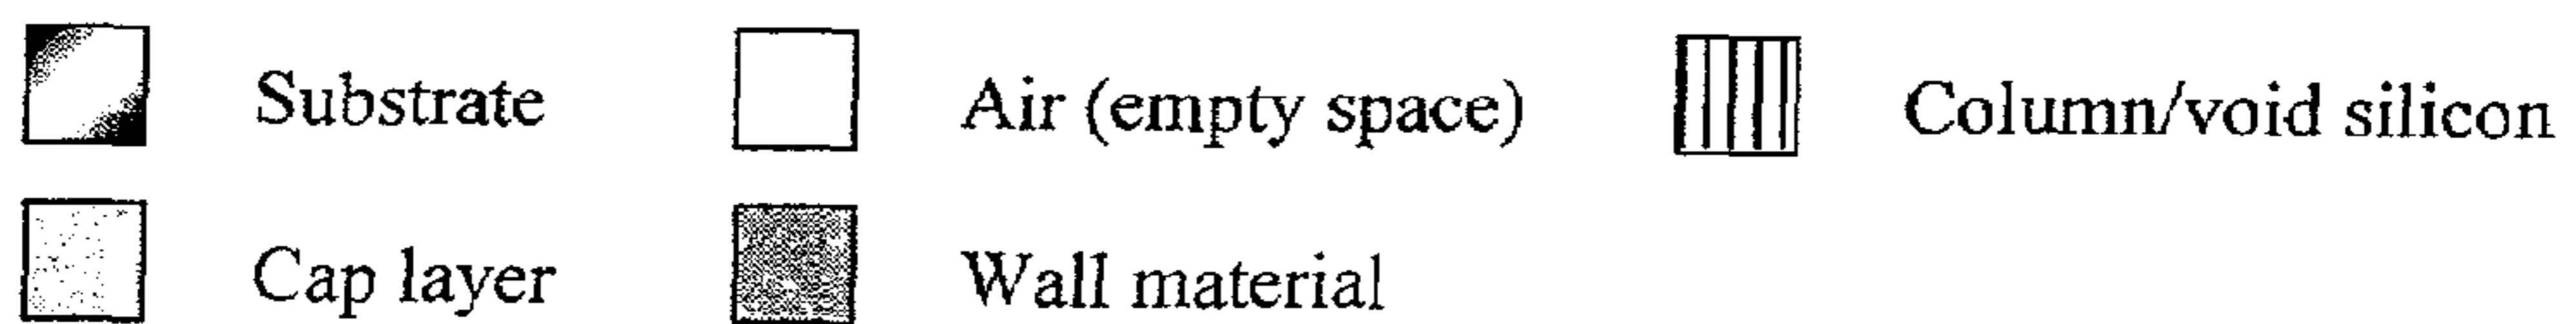 Substrate Air (empty space) Column/void silicon
Cap layer Wall material